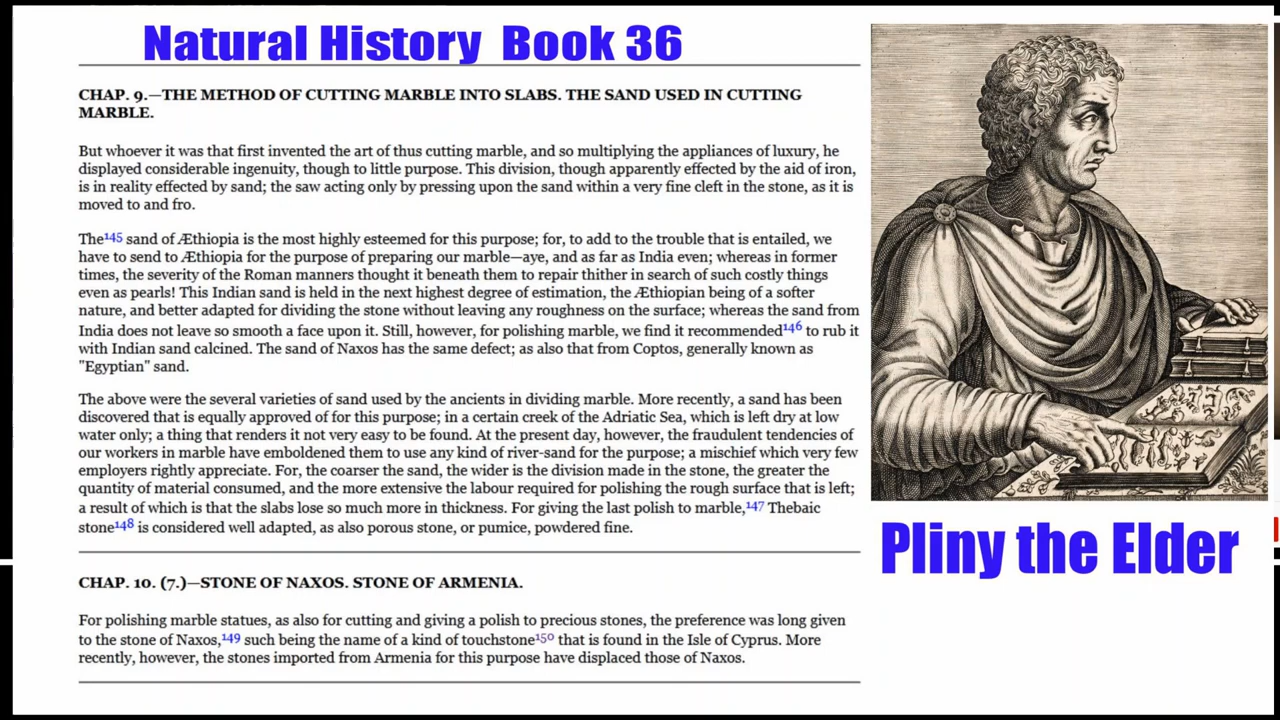 Natural History Book 36
CHAP. 9.—THE METHOD OF CUTTING MARBLE INTO SLABS. THE SAND USED IN CUTTING
MARBLE.
But whoever it was that first invented the art of thus cutting marble, and so multiplying the appliances of luxury, he
displayed considerable ingenuity, though to little purpose. This division, though apparently effected by the aid of iron,
is in reality effected by sand; the saw acting only by pressing upon the sand within a very fine cleft in the stone, as it is
moved to and fro.
The145 sand of Æthiopia is the most highly esteemed for this purpose; for, to add to the trouble that is entailed, we
have to send to Æthiopia for the purpose of preparing our marble—aye, and as far as India even; whereas in former
times, the severity of the Roman manners thought it beneath them to repair thither in search of such costly things
even as pearls! This Indian sand is held in the next highest degree of estimation, the Æthiopian being of a softer
nature, and better adapted for dividing the stone without leaving any roughness on the surface; whereas the sand from
India does not leave so smooth a face upon it. Still, however, for polishing marble, we find it recommended146 to rub it
with Indian sand calcined. The sand of Naxos has the same defect; as also that from Coptos, generally known as
"Egyptian" sand.
The above were the several varieties of sand used by the ancients in dividing marble. More recently, a sand has been
discovered that is equally approved of for this purpose; in a certain creek of the Adriatic Sea, which is left dry at low
water only; a thing that renders it not very easy to be found. At the present day, however, the fraudulent tendencies of
our workers in marble have emboldened them to use any kind of river-sand for the purpose; a mischief which very few
employers rightly appreciate. For, the coarser the sand, the wider is the division made in the stone, the greater the
quantity of material consumed, and the more extensive the labour required for polishing the rough surface that is left;
a result of which is that the slabs lose so much more in thickness. For giving the last polish to marble,147 Thebaic
stone148 is considered well adapted, as also porous stone, or pumice, powdered fine.
CHAP. 10. (7.)—STONE OF NAXOS. STONE OF ARMENIA.
For polishing marble statues, as also for cutting and giving a polish to precious stones, the preference was long given
to the stone of Naxos,149 such being the name of a kind of touchstone150 that is found in the Isle of Cyprus. More
recently, however, the stones imported from Armenia for this purpose have displaced those of Naxos.
Pliny the Elder